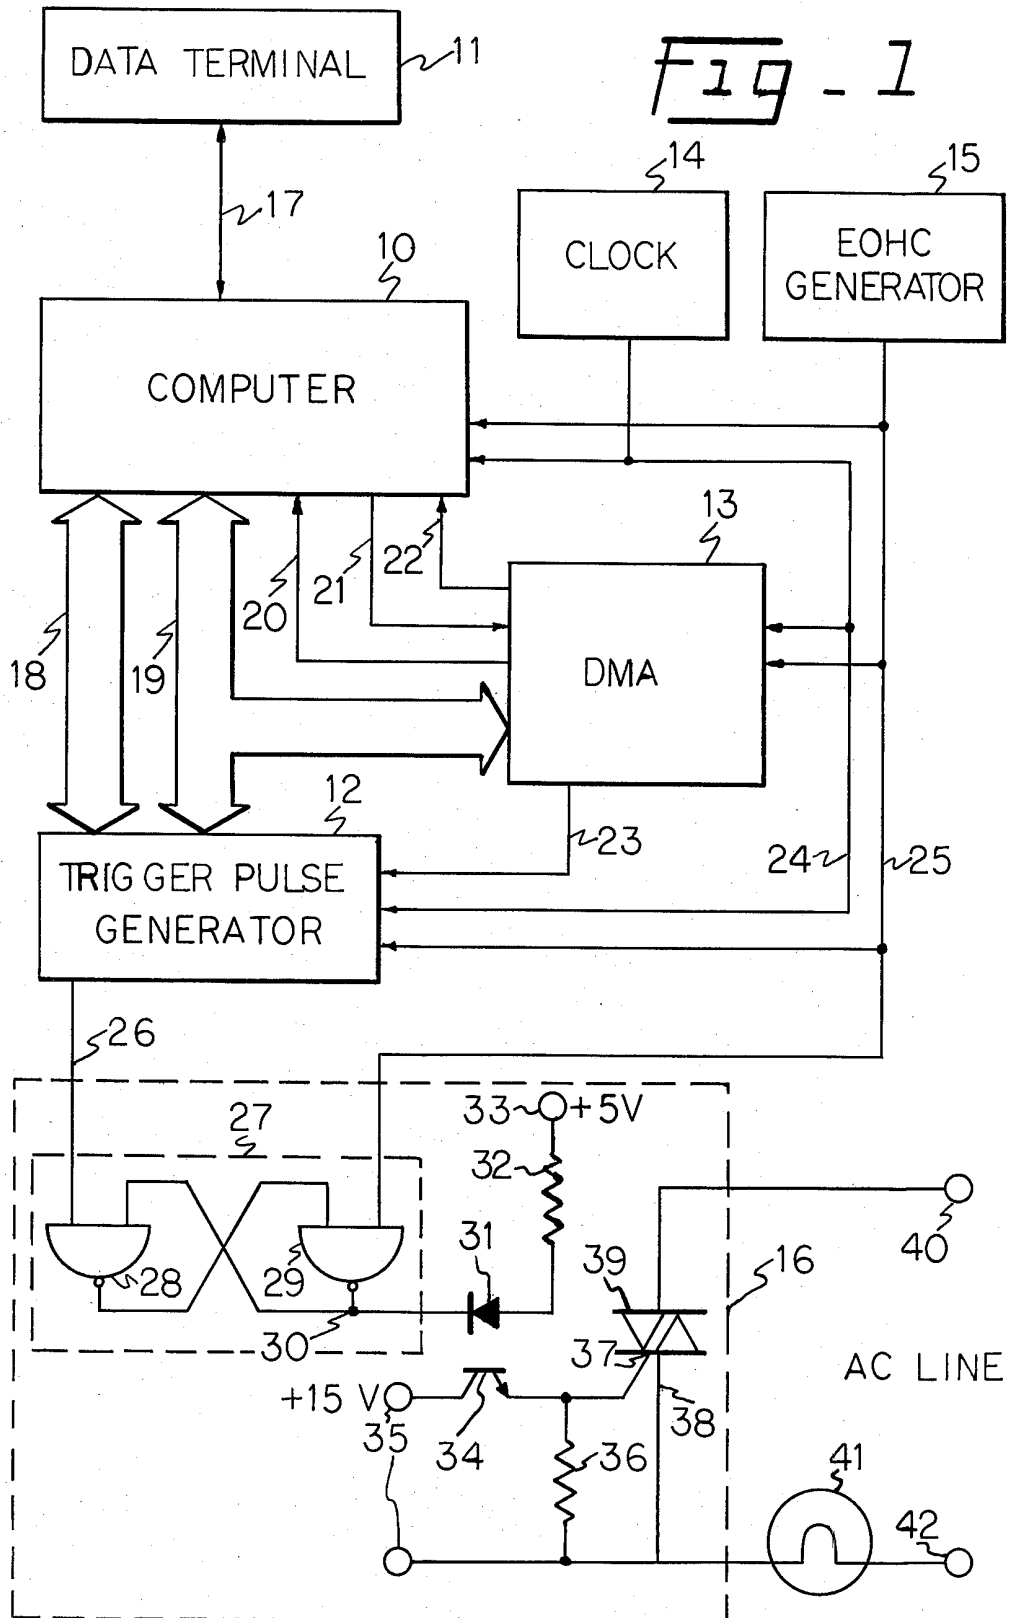 DATA TERMINAL
11
Fig - 1
14
15
17
10
CLOCK
EOHC
GENERATOR
COMPUTER
13
20
21
22
18
19
DMA
12
23
24
25
TRIGGER PULSE
GENERATOR
26
27
33
+5V
32
31
28
29
30
39
40
16
37
AC LINE
+15 V
35
34
38
36
41
42